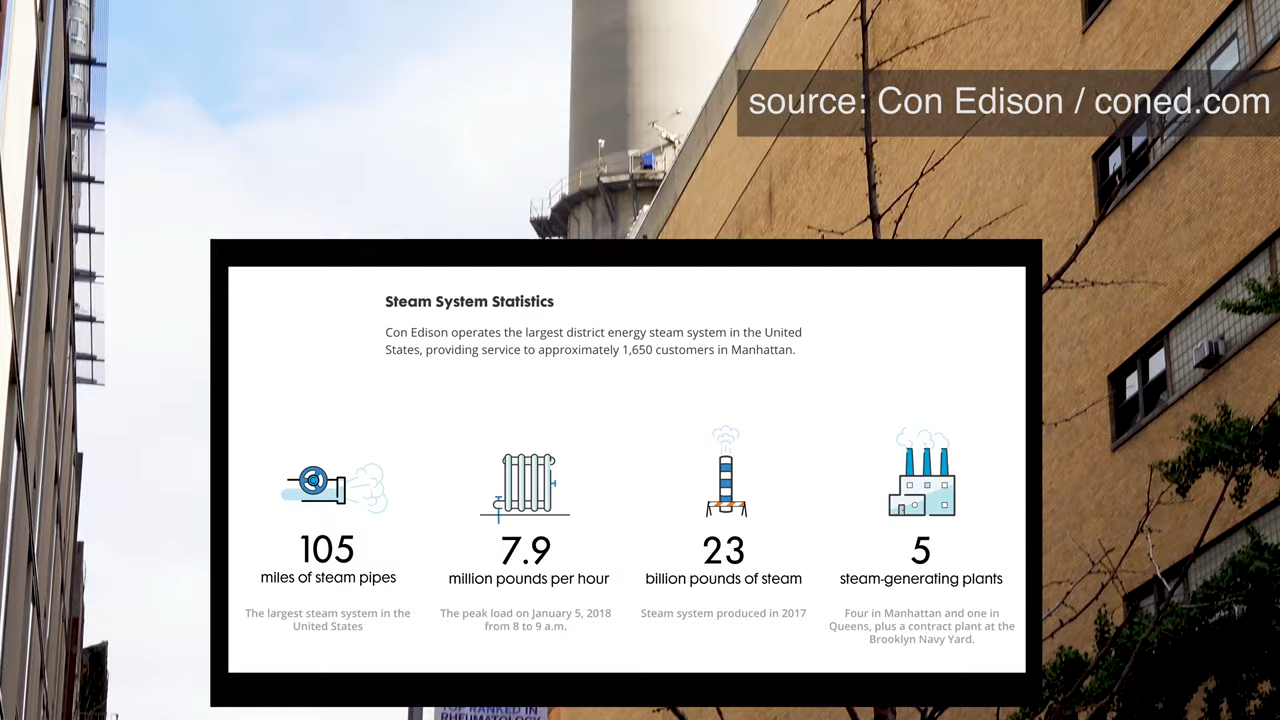 source: Con Edison / coned.com
Steam System Statistics
Con Edison operates the largest district energy steam system in the United
States, providing service to approximately 1,650 customers in Manhattan.
105
miles of steam pipes
The largest steam system in the
United States
7.9
million pounds per hour
The peak load on January 5, 2018
from 8 to 9 a.m.
23
billion pounds of steam
Steam system produced in 2017
5
steam-generating plants
Four in Manhattan and one in
Queens, plus a contract plant at the
Brooklyn Navy Yard.
TOP RANKED IN
RHEUMATOLOGY